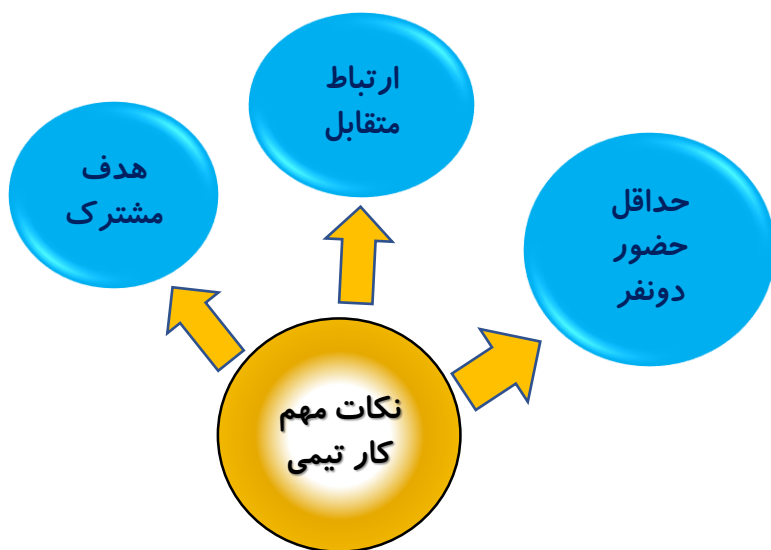 ارتباط
متقابل
هدف
مشترک
حداقل
حضور
دونفر
نکات مهم
کار تیمی